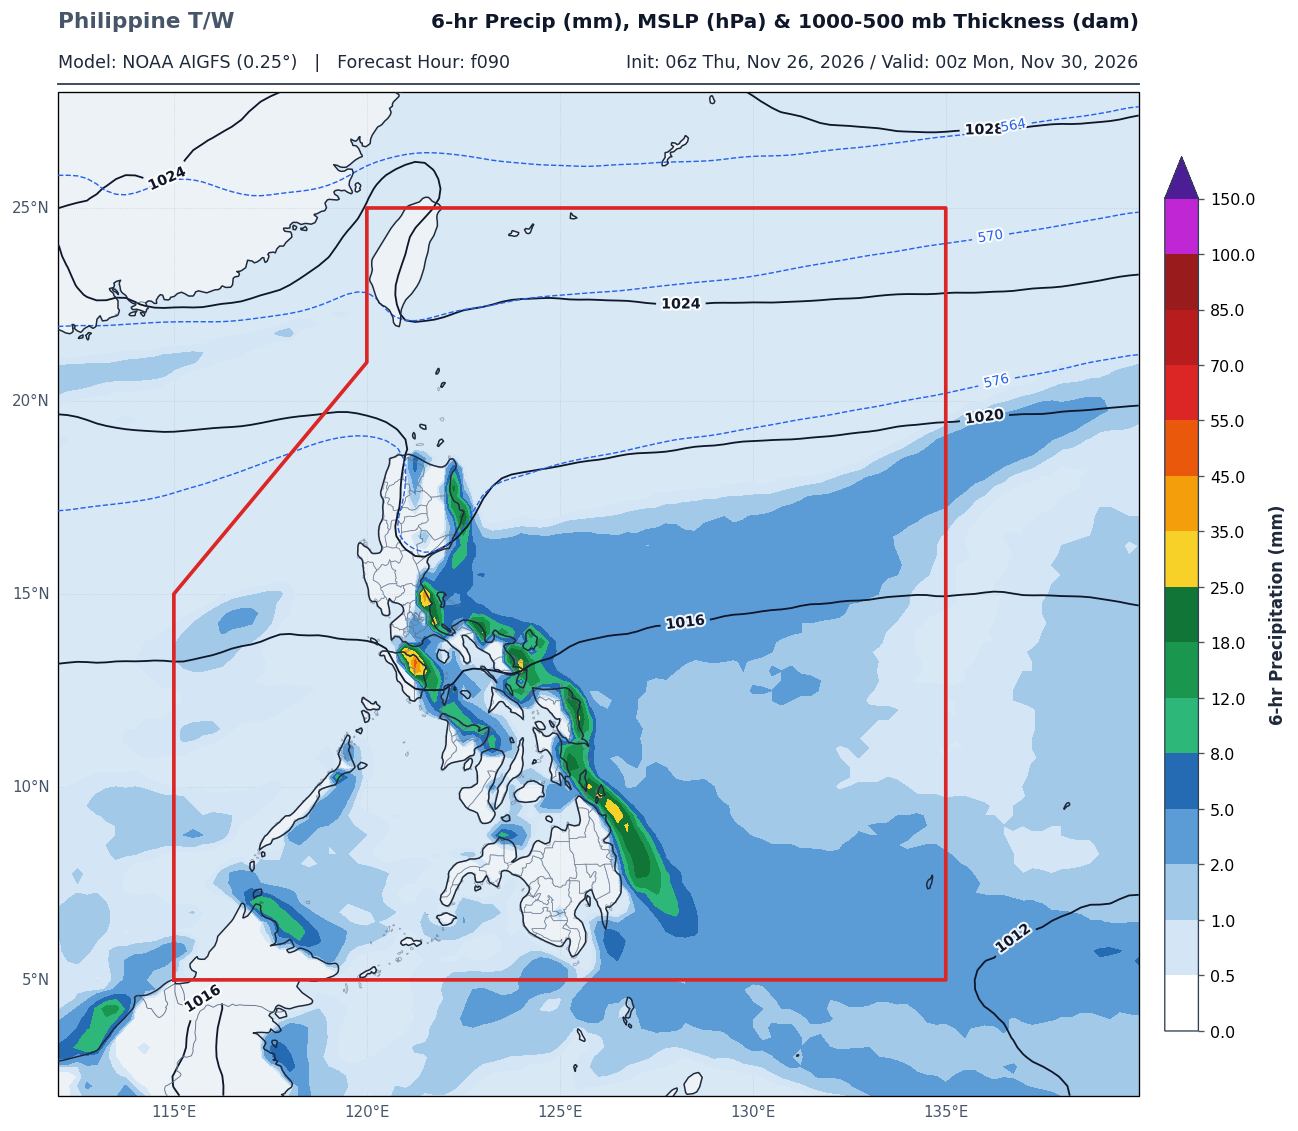 Philippine T/W
6-hr Precip (mm), MSLP (hPa) & 1000-500 mb Thickness (dam)
Model: NOAA AIGFS (0.25°)   |   Forecast Hour: f090
Init: 06z Thu, Nov 26, 2026 / Valid: 00z Mon, Nov 30, 2026
1028
564
1024
25°N
570
1024
576
20°N
1020
15°N
1016
10°N
1012
5°N
1016
115°E
120°E
125°E
130°E
135°E
150.0
100.0
85.0
70.0
55.0
45.0
35.0
25.0
18.0
12.0
8.0
5.0
2.0
1.0
0.5
0.0
6-hr Precipitation (mm)